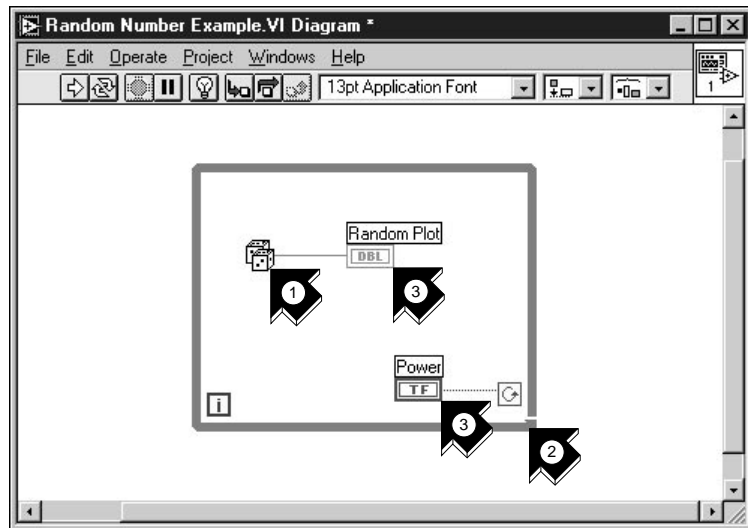 Random Number Example.VI Diagram *
File Edit Operate Project Windows Help
13pt Application Font
1
Random Plot
DBL
1
3
Power
TF
i
3
2